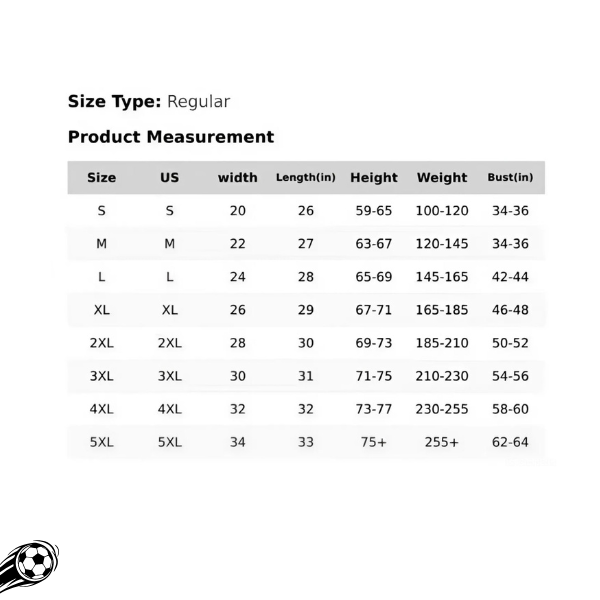 Size Type: Regular
Product Measurement
Size US width Length(in) Height Weight Bust(in)
S S 20 26 59-65 100-120 34-36
M M 22 27 63-67 120-145 34-36
L L 24 28 65-69 145-165 42-44
XL XL 26 29 67-71 165-185 46-48
2XL 2XL 28 30 69-73 185-210 50-52
3XL 3XL 30 31 71-75 210-230 54-56
4XL 4XL 32 32 73-77 230-255 58-60
5XL 5XL 34 33 75+ 255+ 62-64